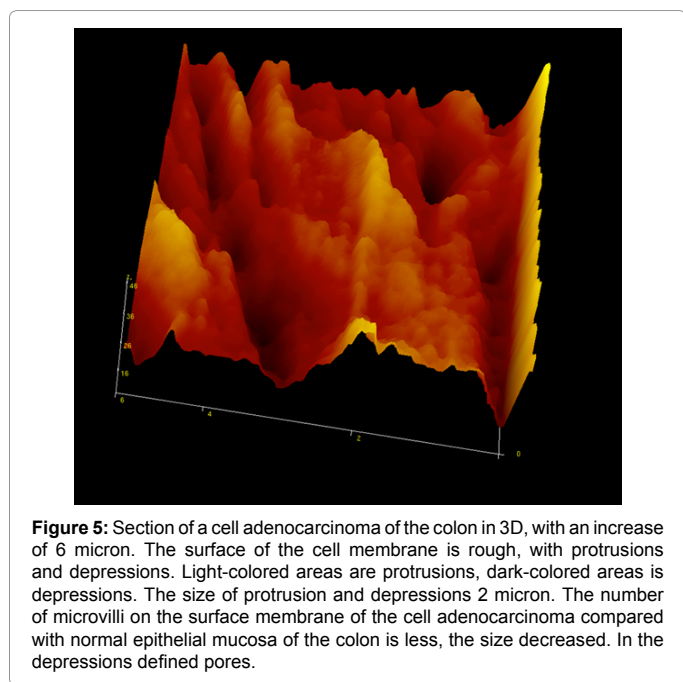 z-
46
36
26
16
6
4
2
0
Figure 5: Section of a cell adenocarcinoma of the colon in 3D, with an increase
of 6 micron. The surface of the cell membrane is rough, with protrusions
and depressions. Light-colored areas are protrusions, dark-colored areas is
depressions. The size of protrusion and depressions 2 micron. The number
of microvilli on the surface membrane of the cell adenocarcinoma compared
with normal epithelial mucosa of the colon is less, the size decreased. In the
depressions defined pores.